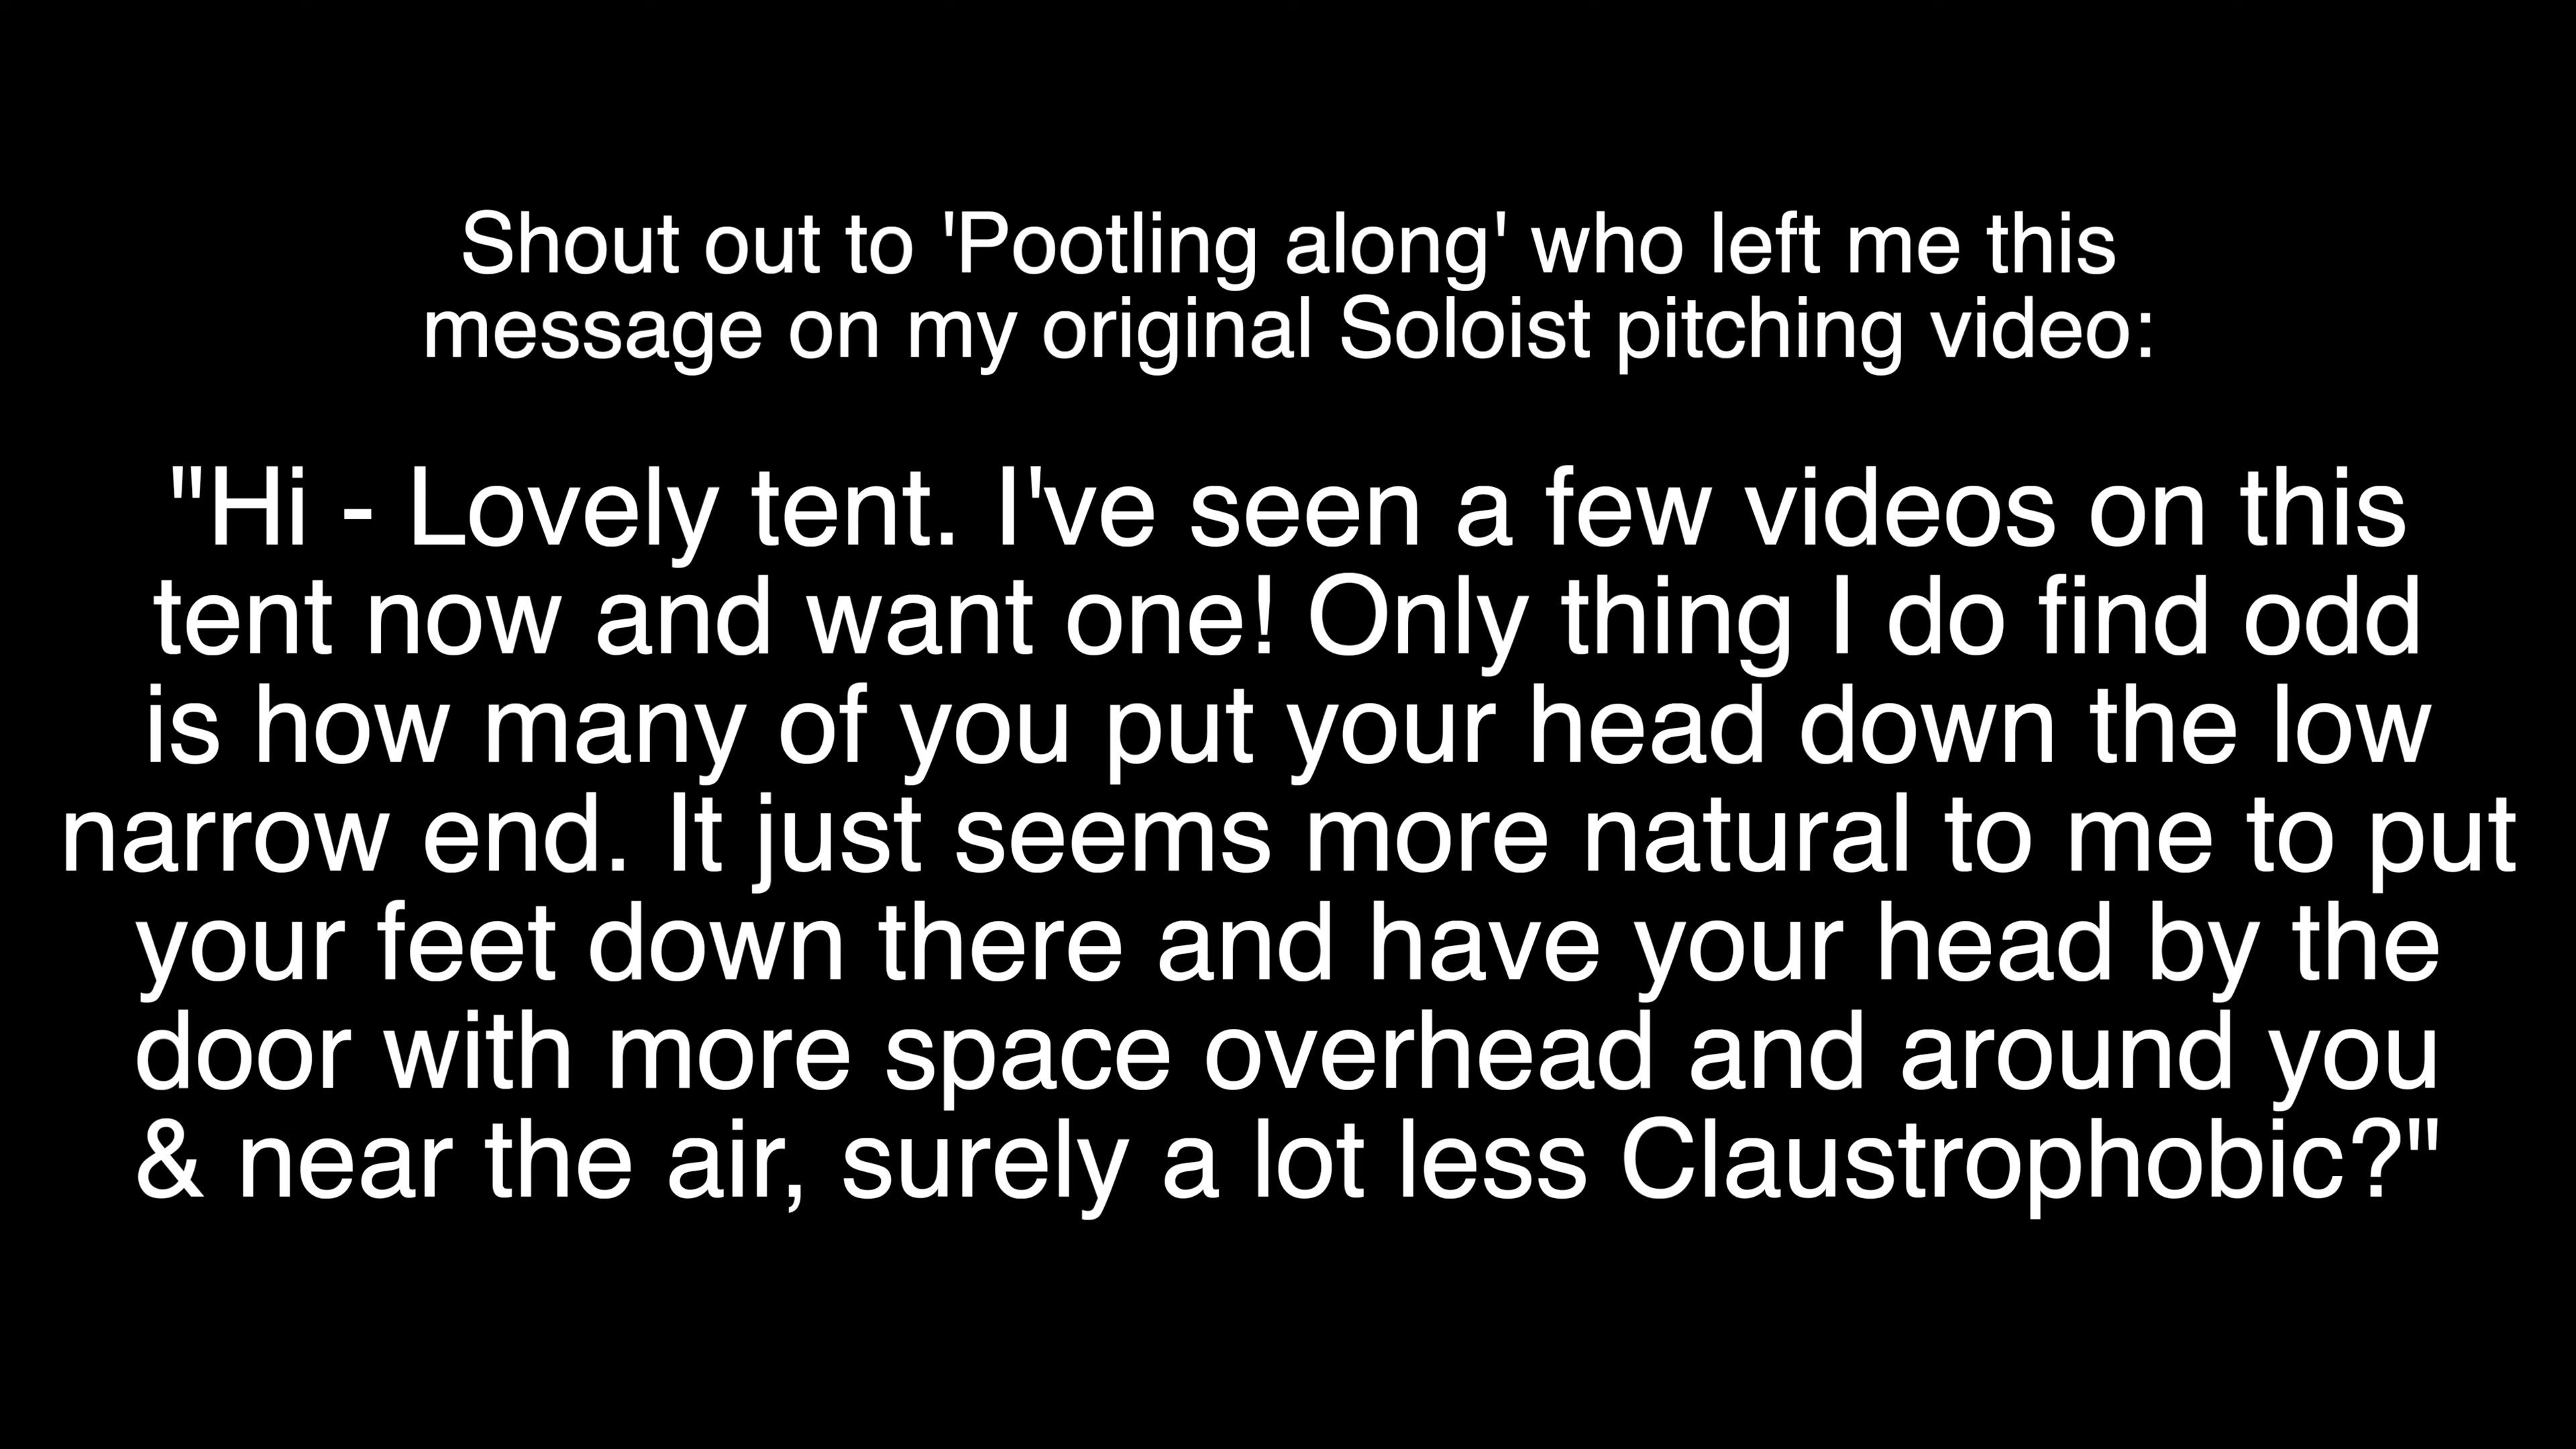 Shout out to 'Pootling along' who left me this
message on my original Soloist pitching video:
"Hi - Lovely tent. I've seen a few videos on this
tent now and want one! Only thing I do find odd
is how many of you put your head down the low
narrow end. It just seems more natural to me to put
your feet down there and have your head by the
door with more space overhead and around you
& near the air, surely a lot less Claustrophobic?"